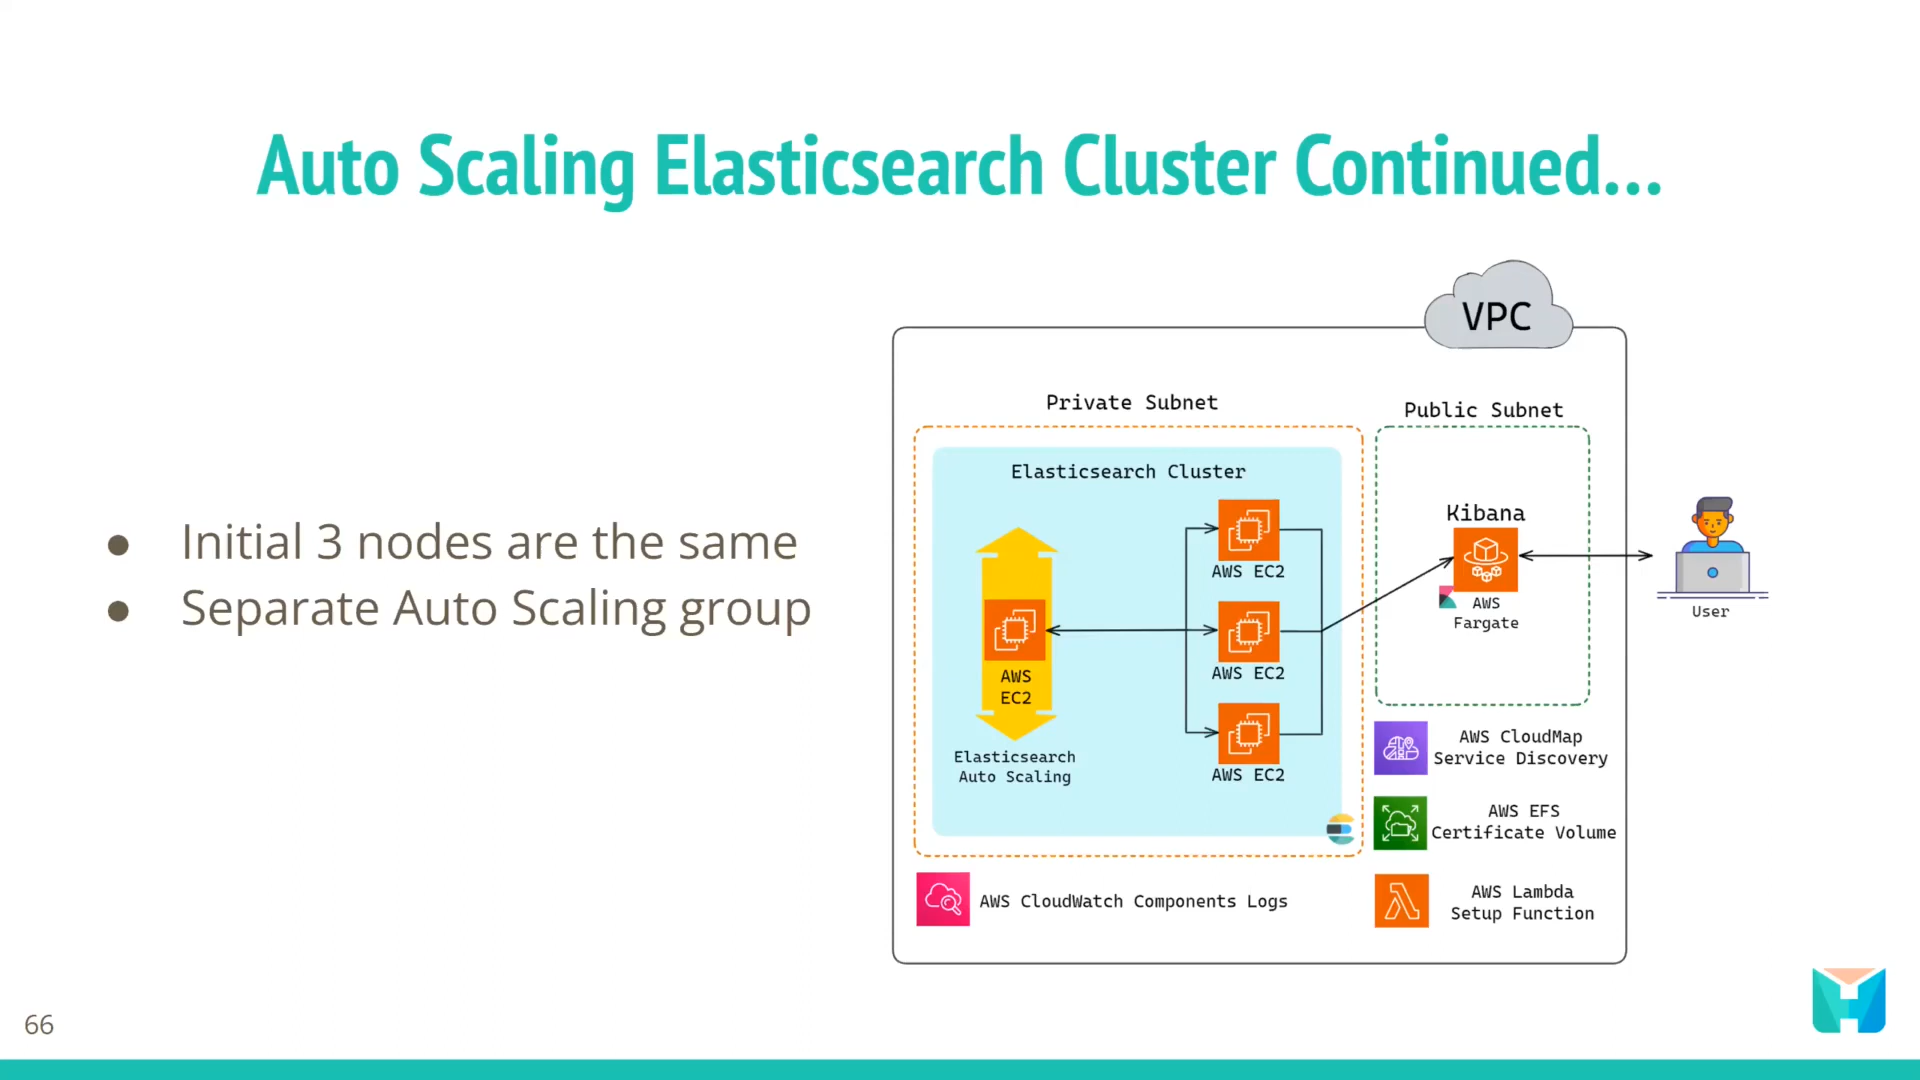 Auto Scaling Elasticsearch Cluster Continued...
● Initial 3 nodes are the same
● Separate Auto Scaling group
VPC
Private Subnet
Public Subnet
Elasticsearch Cluster
AWS EC2
AWS EC2
AWS EC2
AWS
EC2
Elasticsearch
Auto Scaling
Kibana
AWS
Fargate
User
AWS CloudMap
Service Discovery
AWS EFS
Certificate Volume
AWS Lambda
Setup Function
AWS CloudWatch Components Logs
66